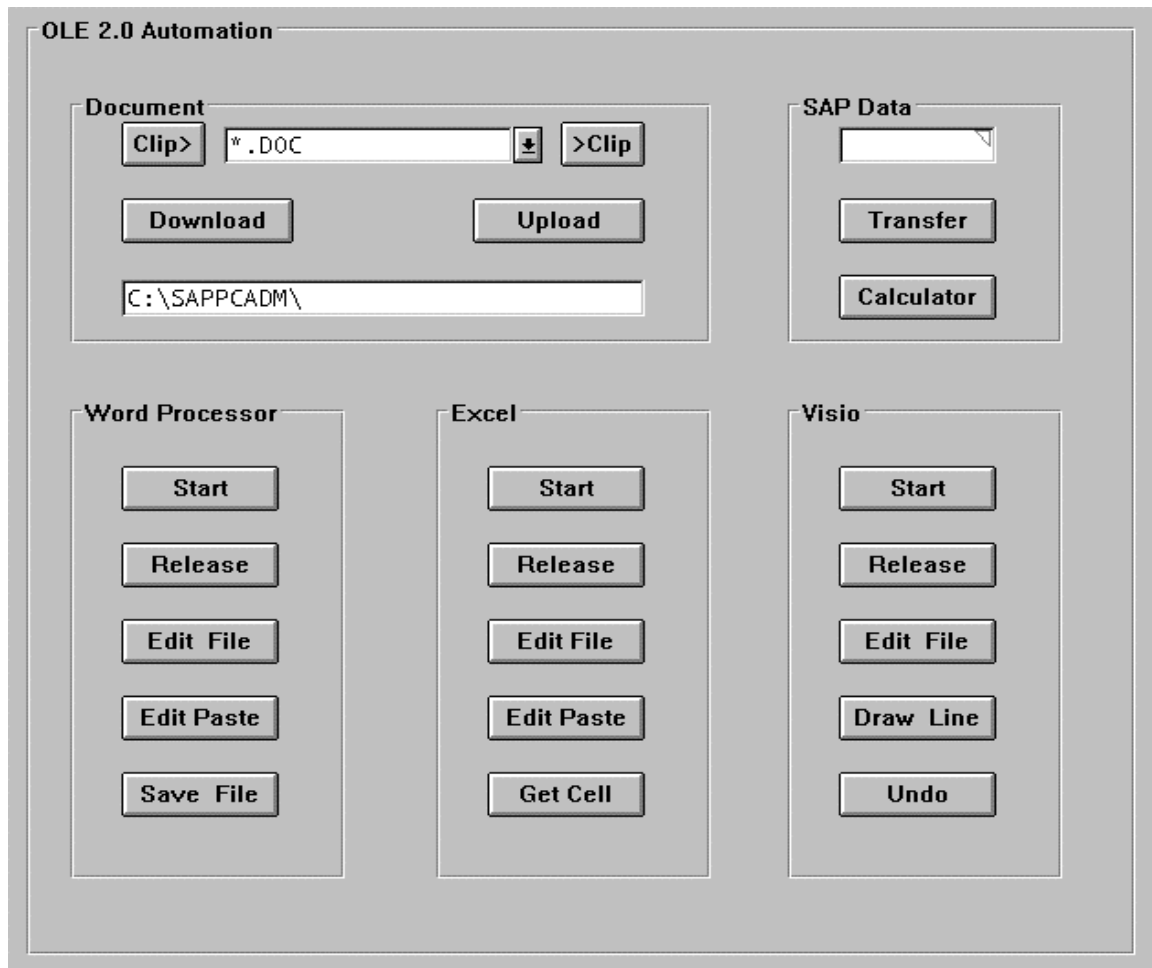 OLE 2.0 Automation
Document
Clip> *.DOC >Clip
Download Upload
C:\SAPPCADM\
SAP Data
Transfer
Calculator
Word Processor
Start
Release
Edit File
Edit Paste
Save File
Excel
Start
Release
Edit File
Edit Paste
Get Cell
Visio
Start
Release
Edit File
Draw Line
Undo